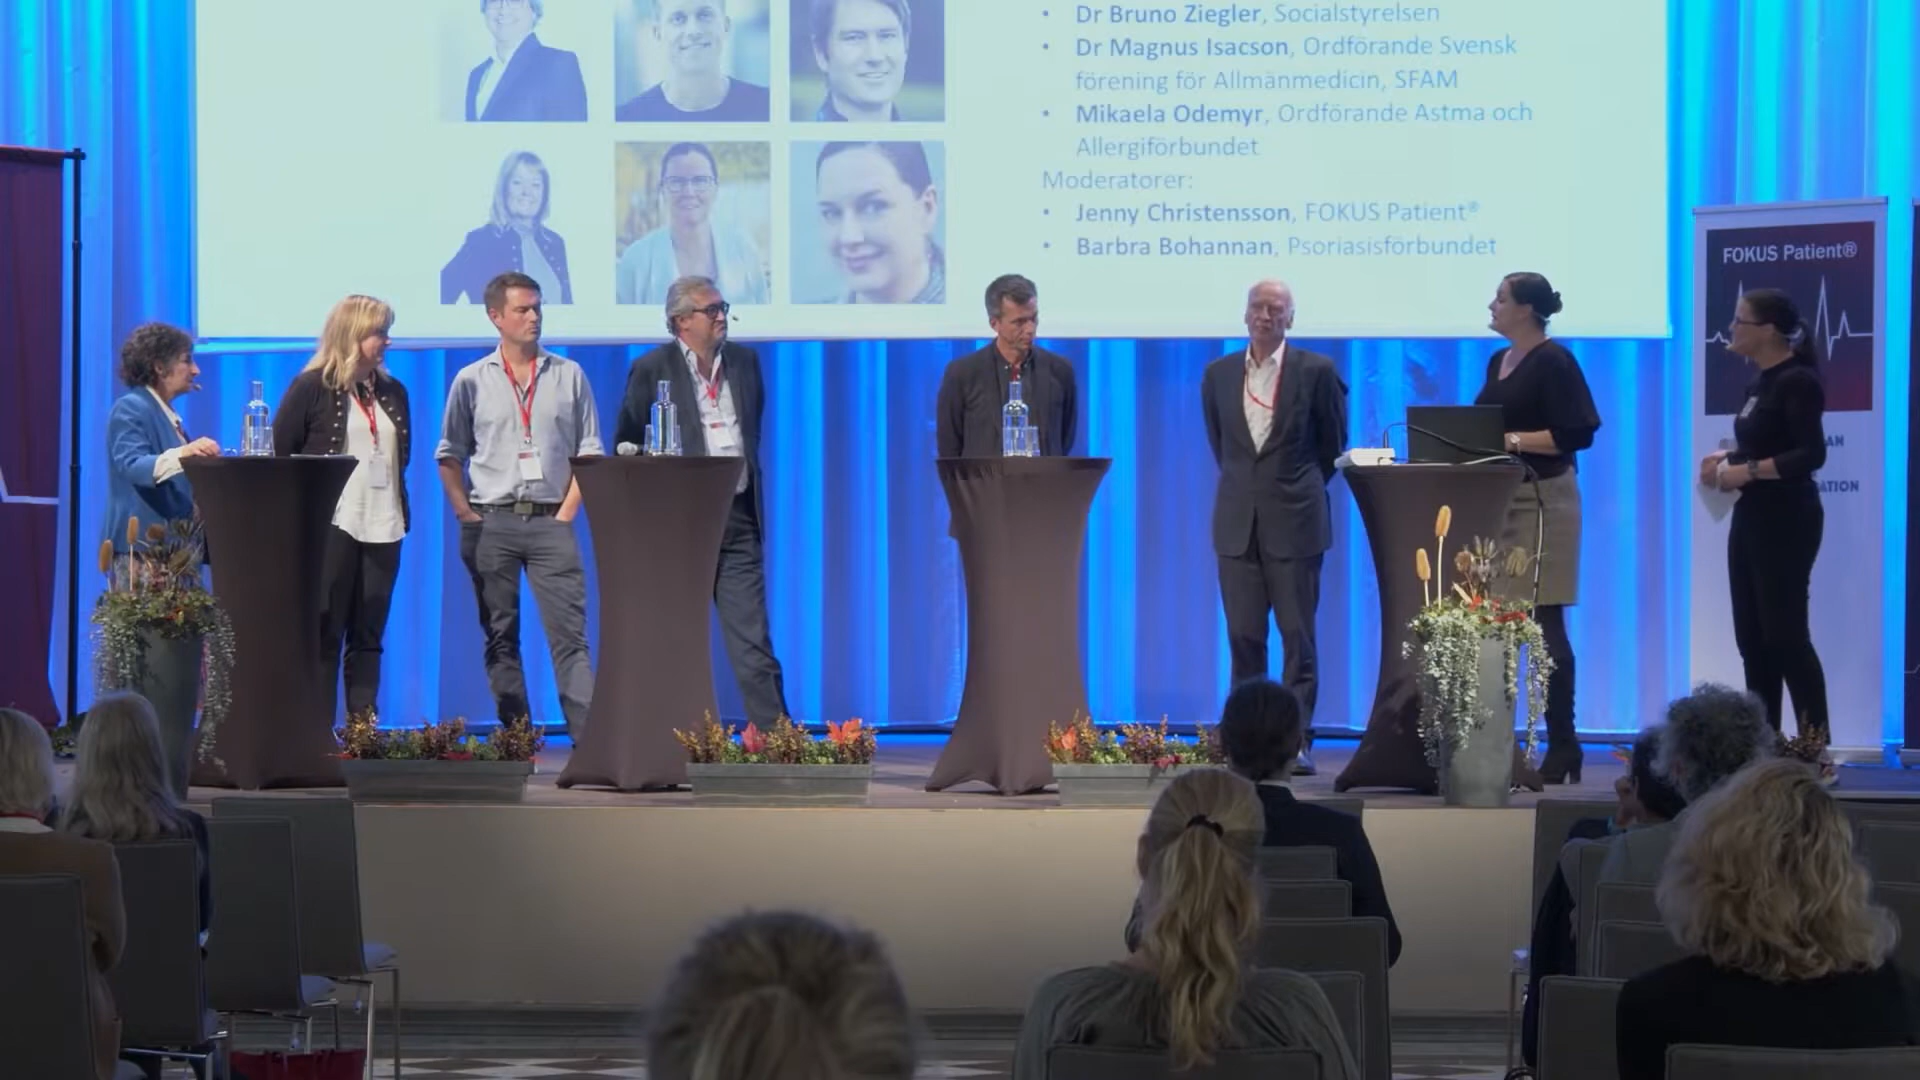 • Dr Bruno Ziegler, Socialstyrelsen
• Dr Magnus Isacson, Ordförande Svensk
förening för Allmänmedicin, SFAM
• Mikaela Odemyr, Ordförande Astma och
Allergiförbundet
Moderatorer:
• Jenny Christensson, FOKUS Patient®
• Barbra Bohannan, Psoriasisförbundet
FOKUS Patient®